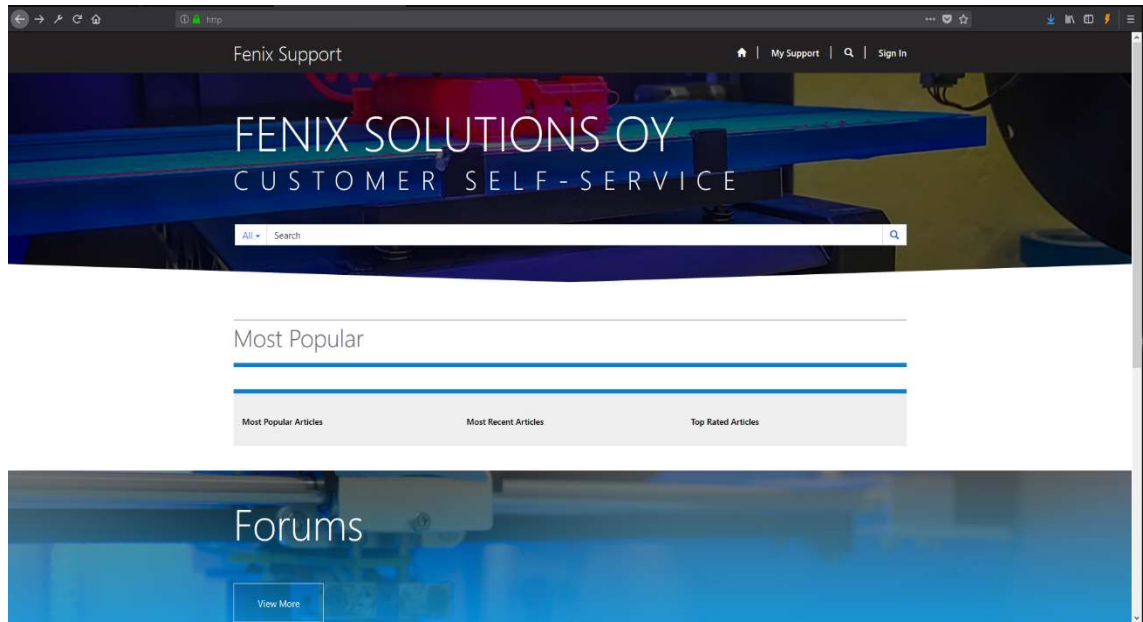 http
Fenix Support
My Support
Sign In
FENIX SOLUTIONS OY
CUSTOMER SELF-SERVICE
All
Search
Most Popular
Most Popular Articles
Most Recent Articles
Top Rated Articles
Forums
View More